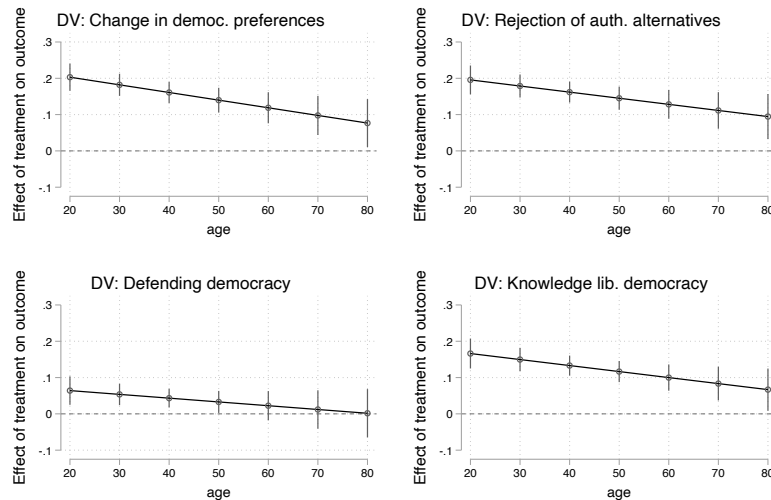 DV: Change in democ. preferences
Effect of treatment on outcome
.3
.2
.1
0
-.1
20 30 40 50 60 70 80
age
DV: Rejection of auth. alternatives
Effect of treatment on outcome
.3
.2
.1
0
-.1
20 30 40 50 60 70 80
age
DV: Defending democracy
Effect of treatment on outcome
.3
.2
.1
0
-.1
20 30 40 50 60 70 80
age
DV: Knowledge lib. democracy
Effect of treatment on outcome
.3
.2
.1
0
-.1
20 30 40 50 60 70 80
age